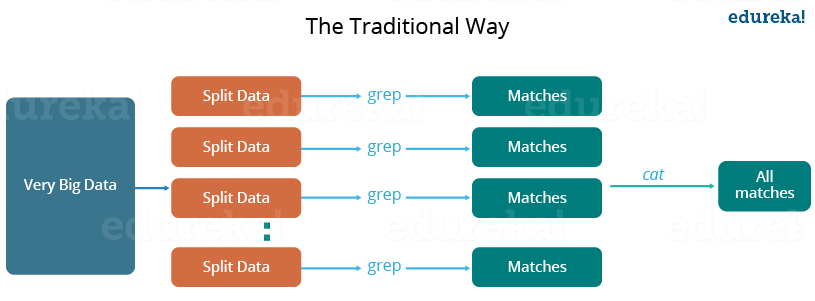 edureka!
The Traditional Way
Split Data grep Matches
Split Data grep Matches
Very Big Data
Split Data grep Matches
cat
All
matches
Split Data grep Matches
edureka!
edureka!
edureka!
edureka!
edureka!